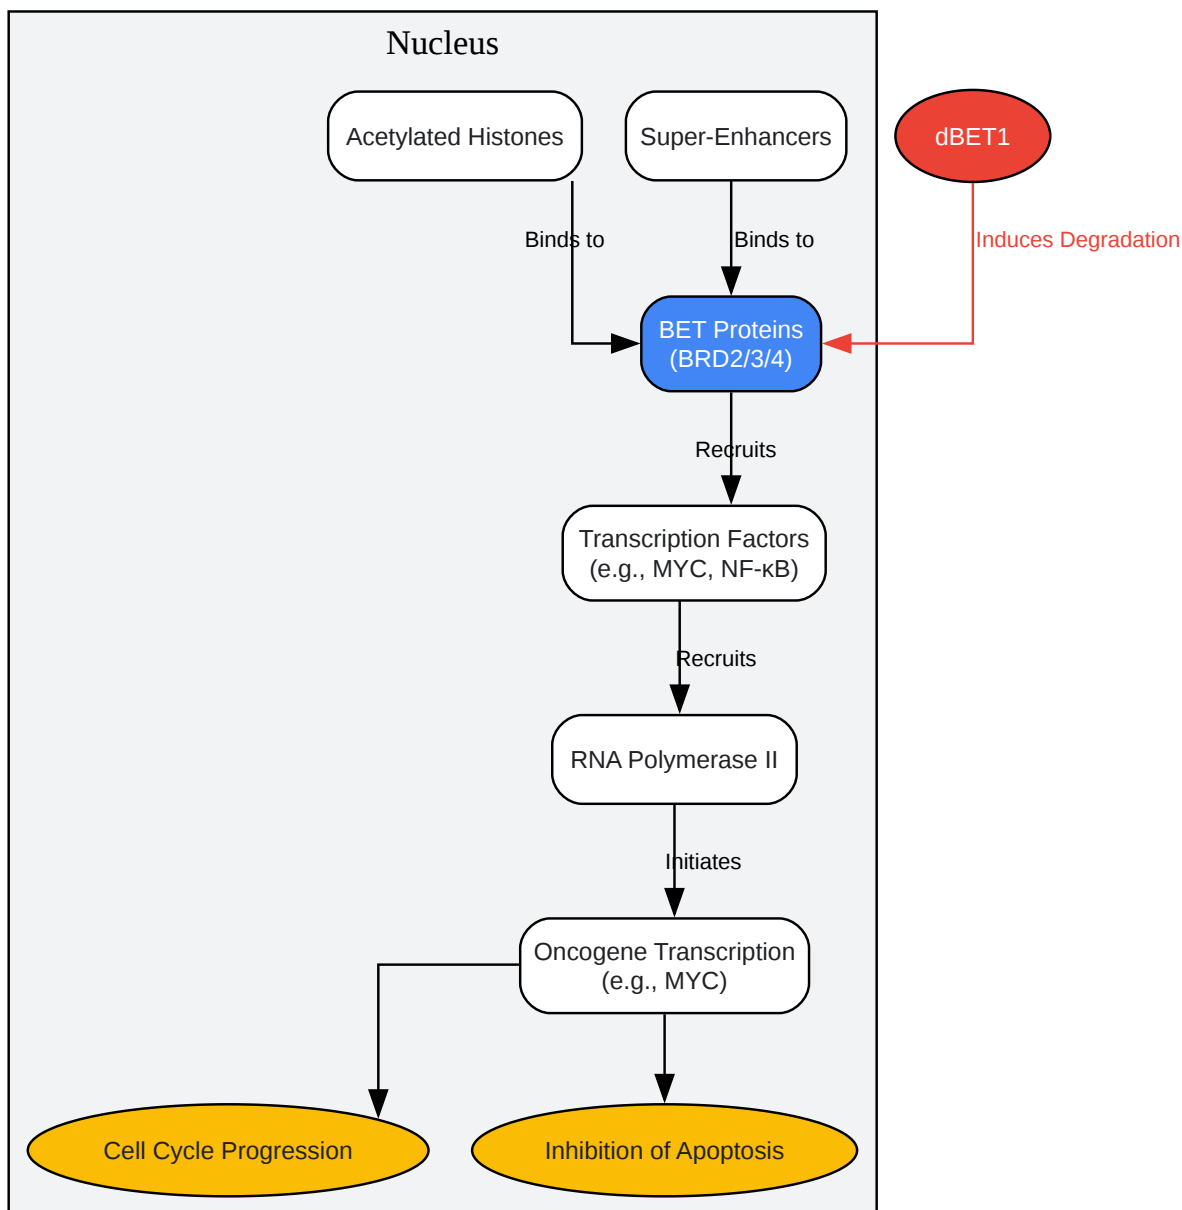 Nucleus
Acetylated Histones
Super-Enhancers
dBET1
Binds to
Binds to
Induces Degradation
BET Proteins
(BRD2/3/4)
Recruits
Transcription Factors
(e.g., MYC, NF-κB)
Recruits
RNA Polymerase II
Initiates
Oncogene Transcription
(e.g., MYC)
Cell Cycle Progression
Inhibition of Apoptosis